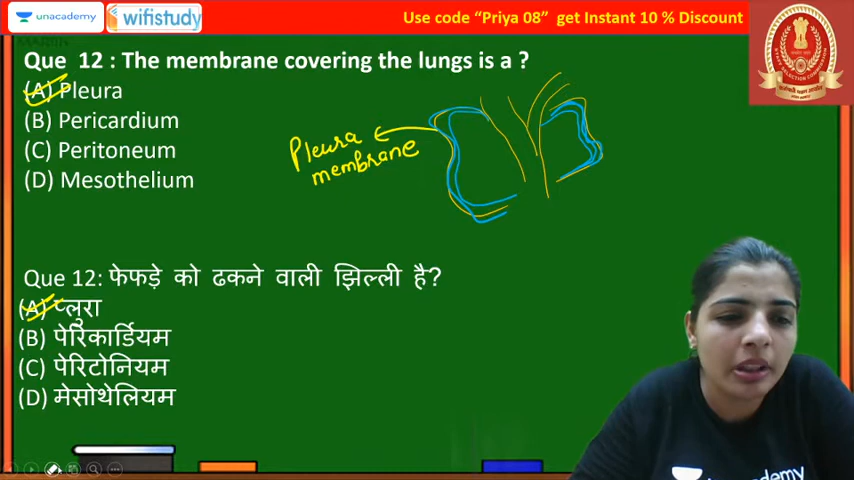 unacademy
wifistudy
Use code “Priya 08” get Instant 10 % Discount
Que 12 : The membrane covering the lungs is a ?
(A) Pleura
(B) Pericardium
(C) Peritoneum
(D) Mesothelium
Pleura
membrane
Que 12: फेफड़े को ढकने वाली झिल्ली है?
(A) प्लुरा
(B) पेरिकार्डियम
(C) पेरिटोनियम
(D) मेसोथेलियम
unacademy